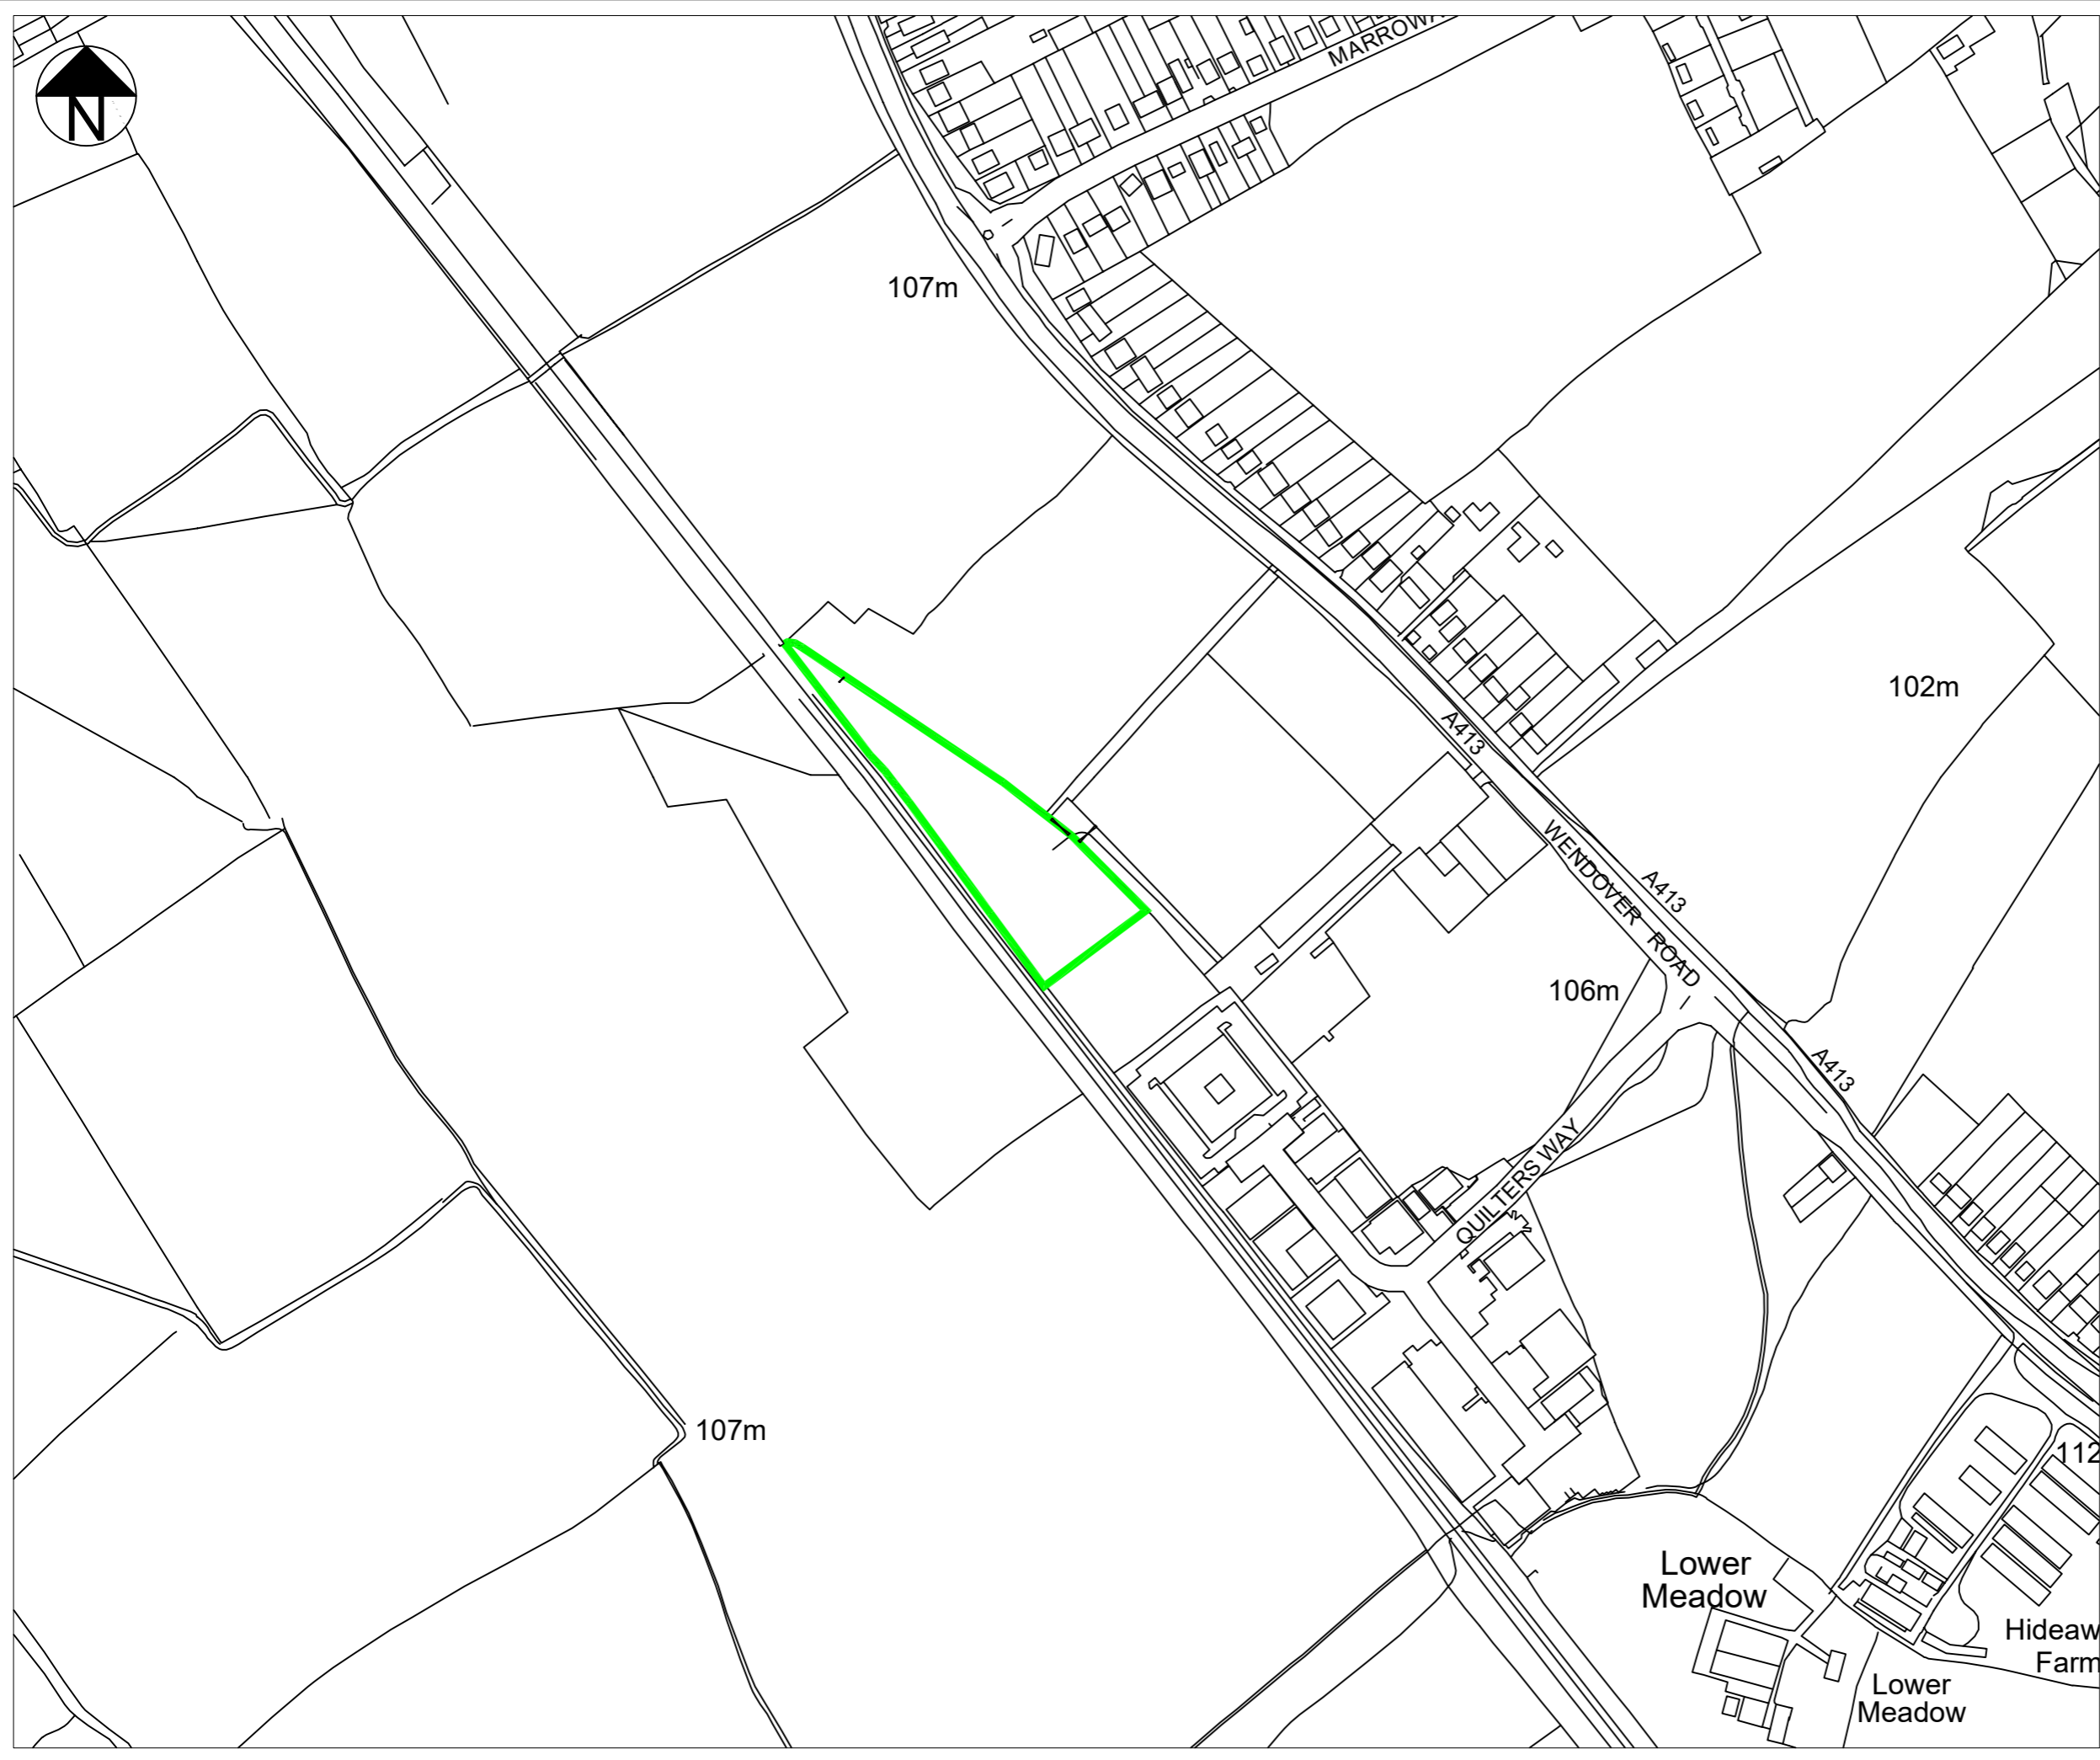 N
MARROWA
107m
102m
A413
WENDOVER ROAD
A413
106m
A413
QUILTERS WAY
107m
112
Lower
Meadow
Hideaw
Farm
Lower
Meadow